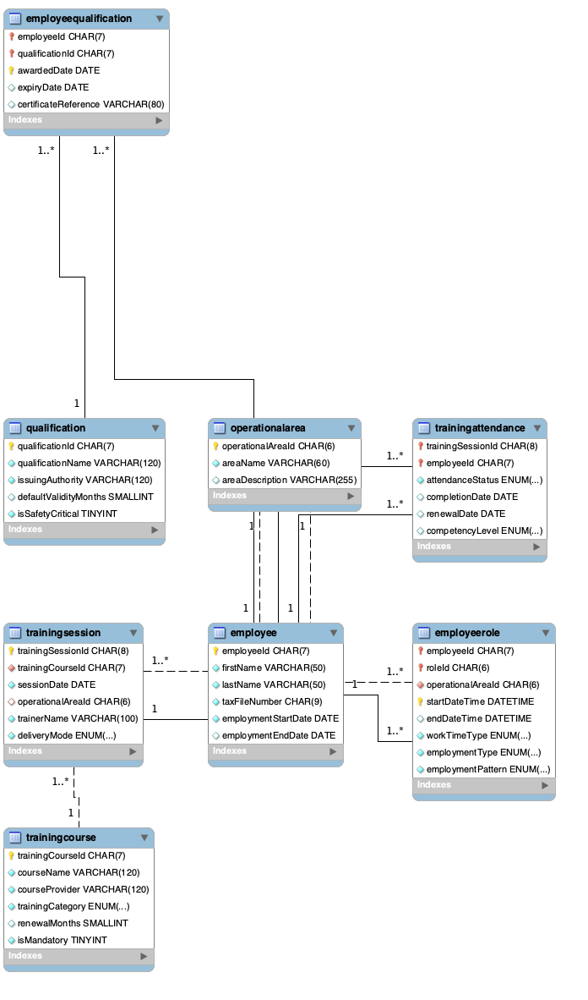 employeequalification
employeeId CHAR(7)
qualificationId CHAR(7)
awardedDate DATE
expiryDate DATE
certificateReference VARCHAR(80)
Indexes
1..*
1..*
1
qualification
qualificationId CHAR(7)
qualificationName VARCHAR(120)
issuingAuthority VARCHAR(120)
defaultValidityMonths SMALLINT
isSafetyCritical TINYINT
Indexes
operationalarea
operationalAreaId CHAR(6)
areaName VARCHAR(60)
areaDescription VARCHAR(255)
Indexes
1..*
1..*
trainingattendance
trainingSessionId CHAR(8)
employeeId CHAR(7)
attendanceStatus ENUM(...)
completionDate DATE
renewalDate DATE
competencyLevel ENUM(...)
Indexes
1
1
1
1
trainingsession
trainingSessionId CHAR(8)
trainingCourseId CHAR(7)
sessionDate DATE
operationalAreaId CHAR(6)
trainerName VARCHAR(100)
deliveryMode ENUM(...)
Indexes
1..*
1
employee
employeeId CHAR(7)
firstName VARCHAR(50)
lastName VARCHAR(50)
taxFileNumber CHAR(9)
employmentStartDate DATE
employmentEndDate DATE
Indexes
1
1..*
1..*
employeerole
employeeId CHAR(7)
roleId CHAR(6)
operationalAreaId CHAR(6)
startDateTime DATETIME
endDateTime DATETIME
workTimeType ENUM(...)
employmentType ENUM(...)
employmentPattern ENUM(...)
Indexes
1..*
1
trainingcourse
trainingCourseId CHAR(7)
courseName VARCHAR(120)
courseProvider VARCHAR(120)
trainingCategory ENUM(...)
renewalMonths SMALLINT
isMandatory TINYINT
Indexes